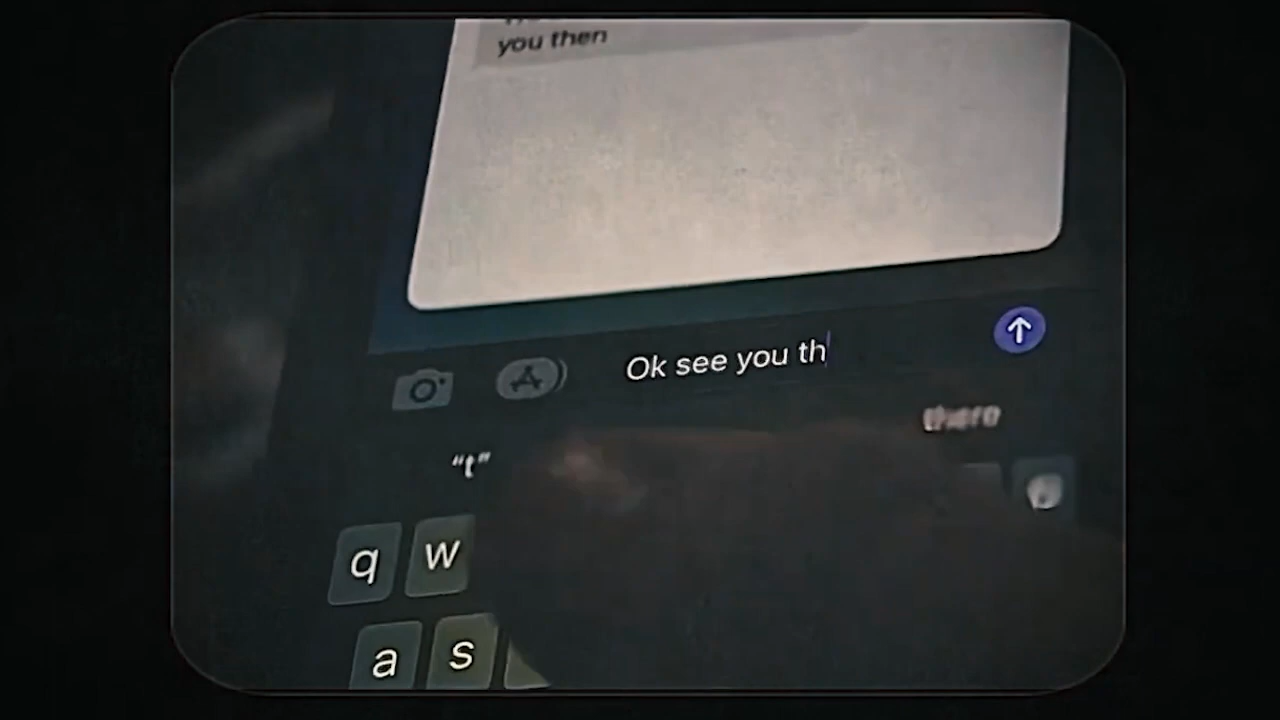 you then
Ok see you th
there
“t”
q w
a s